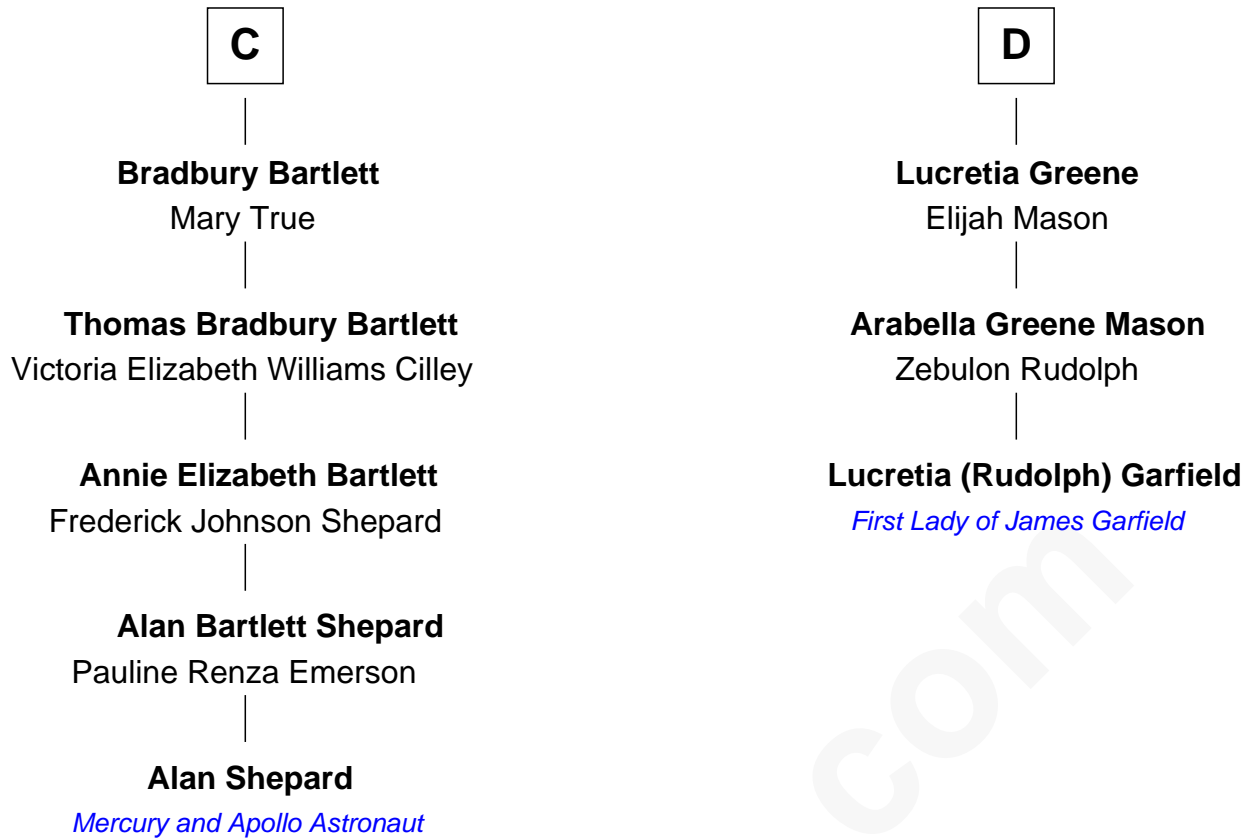 C
Bradbury Bartlett
Mary True
Thomas Bradbury Bartlett
Victoria Elizabeth Williams Cilley
Annie Elizabeth Bartlett
Frederick Johnson Shepard
Alan Bartlett Shepard
Pauline Renza Emerson
Alan Shepard
Mercury and Apollo Astronaut
D
Lucretia Greene
Elijah Mason
Arabella Greene Mason
Zebulon Rudolph
Lucretia (Rudolph) Garfield
First Lady of James Garfield
com